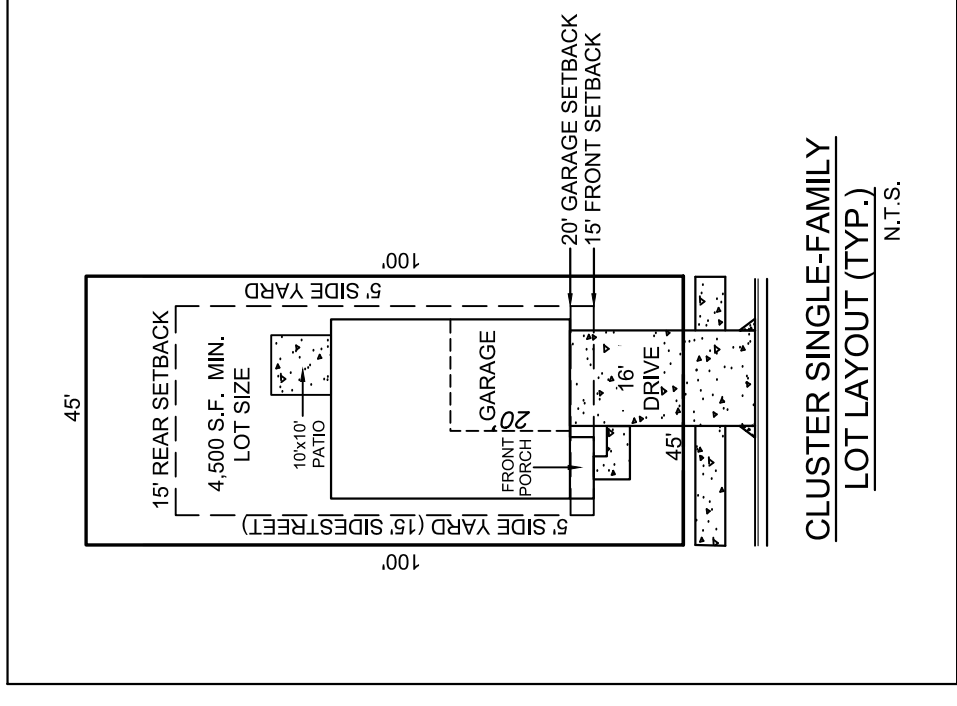 45'
15' REAR SETBACK
4,500 S.F. MIN.
LOT SIZE
5' SIDE YARD
100'
10'x10'
PATIO
5' SIDE YARD (15' SIDESTREET)
100'
GARAGE
20'
FRONT
PORCH
16'
DRIVE
45'
20' GARAGE SETBACK
15' FRONT SETBACK
CLUSTER SINGLE-FAMILY
LOT LAYOUT (TYP.)
N.T.S.